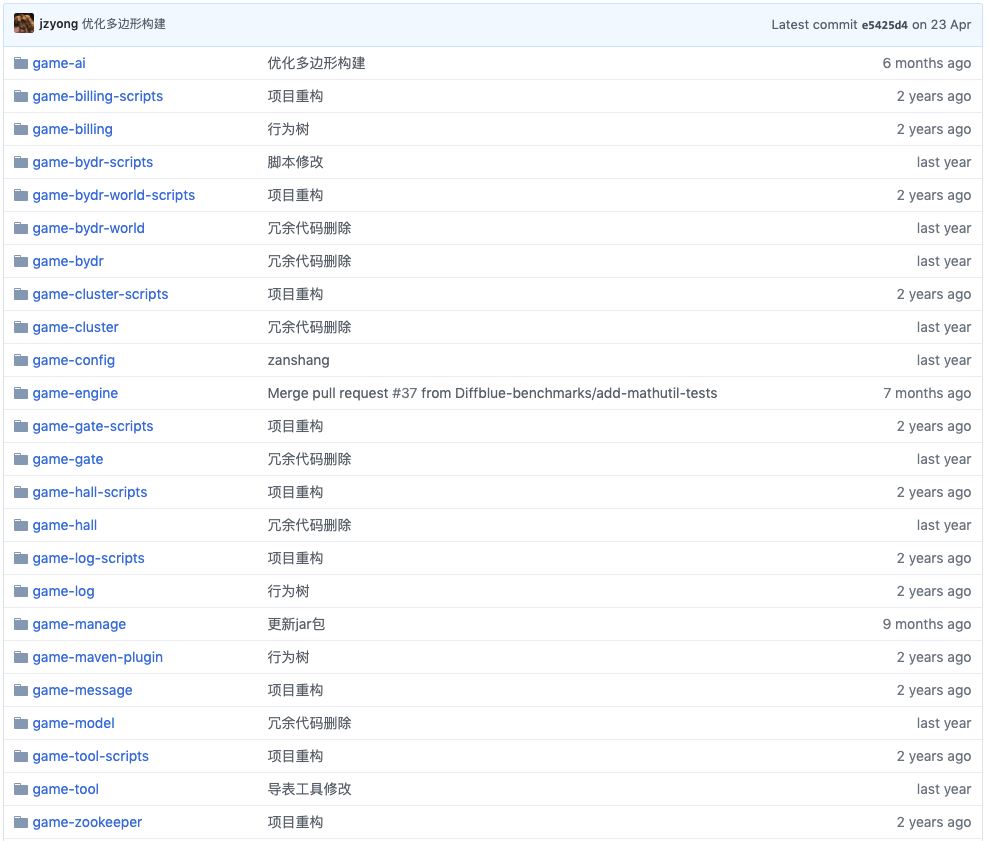 jzyong 优化多边形构建 Latest commit e5425d4 on 23 Apr
game-ai 优化多边形构建 6 months ago
game-billing-scripts 项目重构 2 years ago
game-billing 行为树 2 years ago
game-bydr-scripts 脚本修改 last year
game-bydr-world-scripts 项目重构 2 years ago
game-bydr-world 冗余代码删除 last year
game-bydr 冗余代码删除 last year
game-cluster-scripts 项目重构 2 years ago
game-cluster 冗余代码删除 last year
game-config zanshang last year
game-engine Merge pull request #37 from Diffblue-benchmarks/add-mathutil-tests 7 months ago
game-gate-scripts 项目重构 2 years ago
game-gate 冗余代码删除 last year
game-hall-scripts 项目重构 2 years ago
game-hall 冗余代码删除 last year
game-log-scripts 项目重构 2 years ago
game-log 行为树 2 years ago
game-manage 更新jar包 9 months ago
game-maven-plugin 行为树 2 years ago
game-message 项目重构 2 years ago
game-model 冗余代码删除 last year
game-tool-scripts 项目重构 2 years ago
game-tool 导表工具修改 last year
game-zookeeper 项目重构 2 years ago